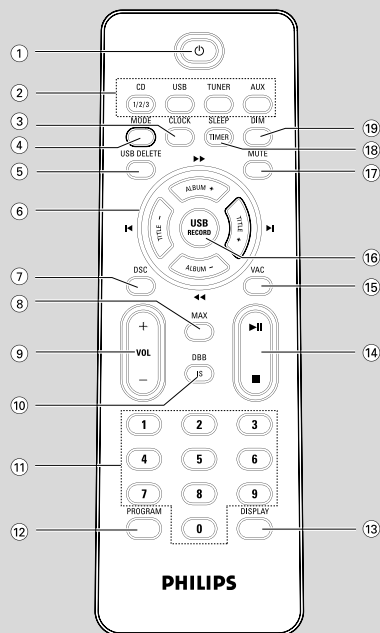 1
2
CD USB TUNER AUX
1/2/3
3
MODE CLOCK SLEEP DIM
19
4
TIMER
18
USB DELETE MUTE
5
17
6
ALBUM +
TITLE −
USB
RECORD
TITLE +
ALBUM −
16
7
DSC VAC
15
8
MAX
9
+
VOL
−
14
DBB
IS
10
11
1 2 3
4 5 6
7 8 9
12
PROGRAM
0
DISPLAY
13
PHILIPS